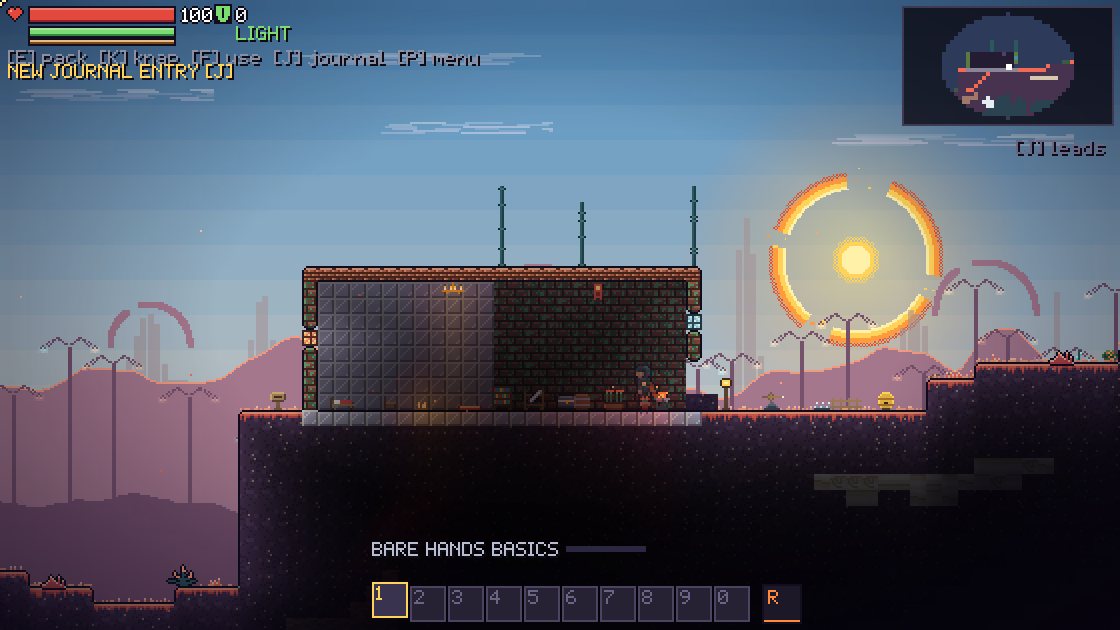 100 0
LIGHT
[E] pack [K] knap [F] use [J] journal [P] menu
NEW JOURNAL ENTRY [J]
[J] leads
BARE HANDS BASICS
1 2 3 4 5 6 7 8 9 0 R